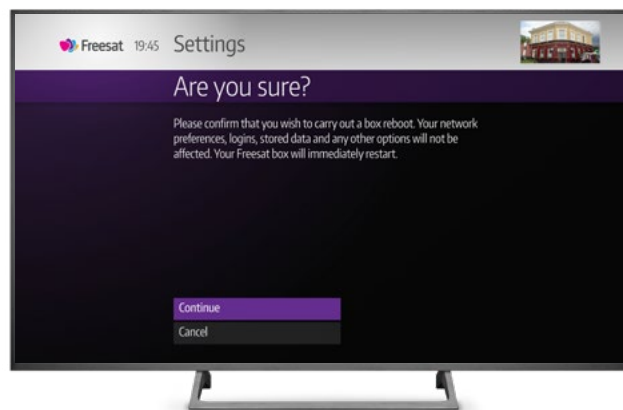 Freesat 19:45 Settings
Are you sure?
Please confirm that you wish to carry out a box reboot. Your network
preferences, logins, stored data and any other options will not be
affected. Your Freesat box will immediately restart.
Continue
Cancel